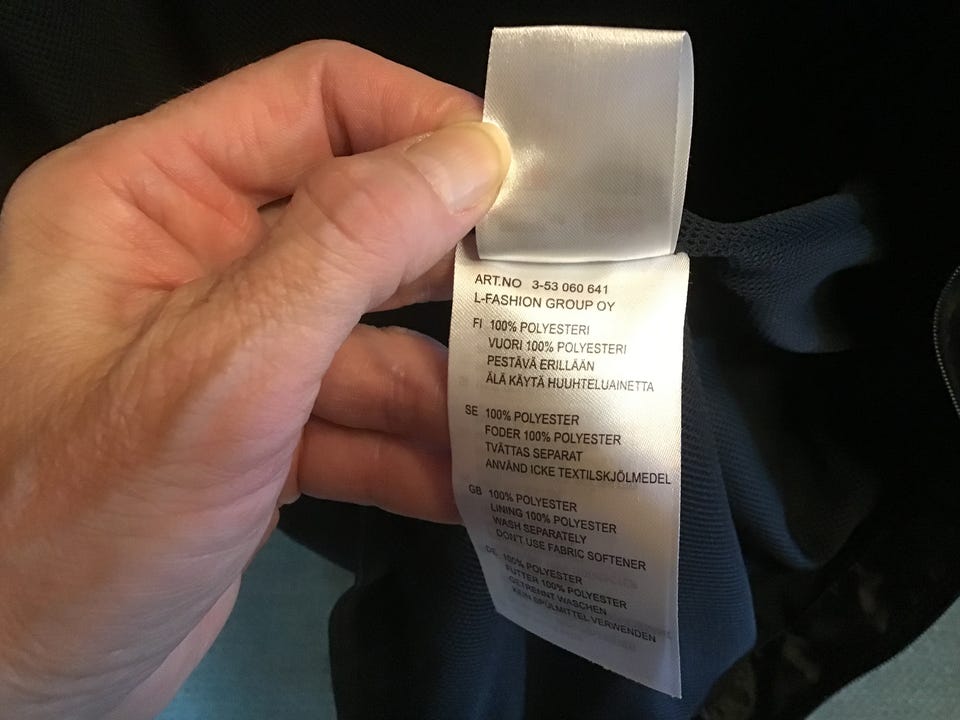 ART.NO 3-53 060 641
L-FASHION GROUP OY
FI 100% POLYESTERI
VUORI 100% POLYESTERI
PESTÄVÄ ERILLÄÄN
ÄLÄ KÄYTÄ HUUHTELUAINETTA
SE 100% POLYESTER
FODER 100% POLYESTER
TVÄTTAS SEPARAT
ANVÄND ICKE TEXTILSKJÖLMEDEL
GB 100% POLYESTER
LINING 100% POLYESTER
WASH SEPARATELY
DON'T USE FABRIC SOFTENER
DE 100% POLYESTER
FUTTER 100% POLYESTER
GETRENNT WASCHEN
KEIN SPÜLMITTEL VERWENDEN